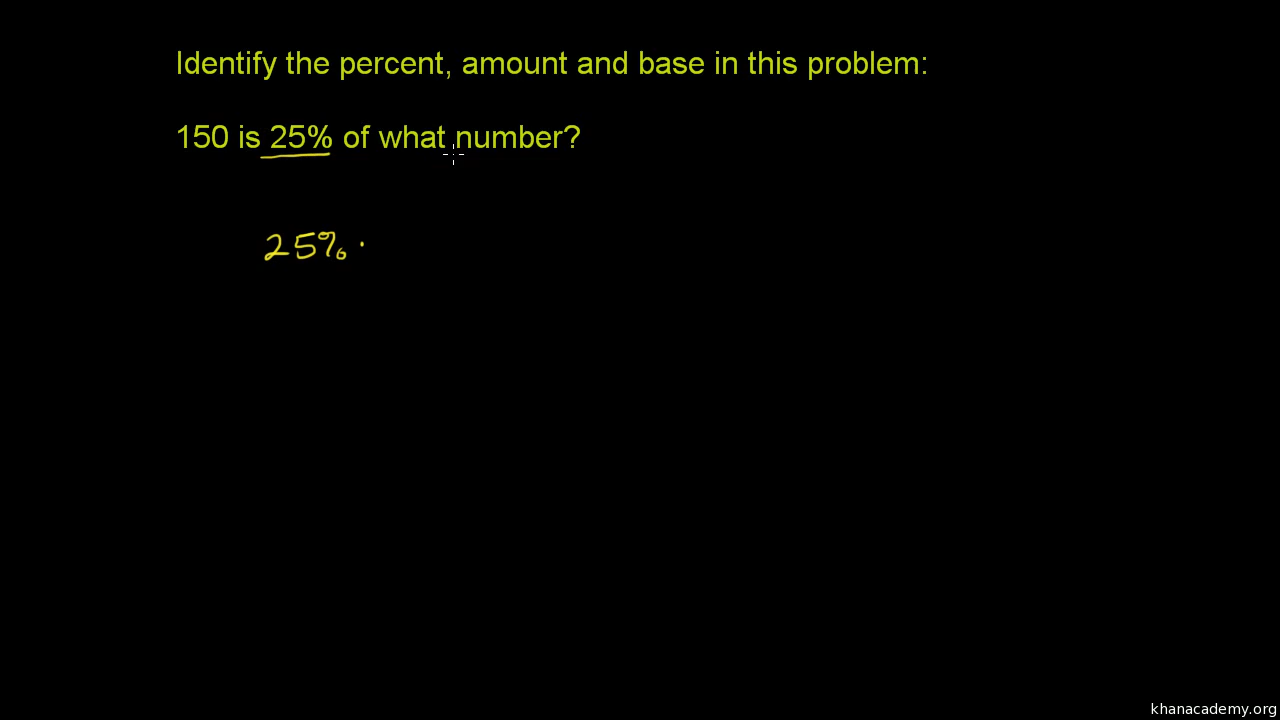 Identify the percent, amount and base in this problem:
150 is 25% of what number?
25% ·
khanacademy.org